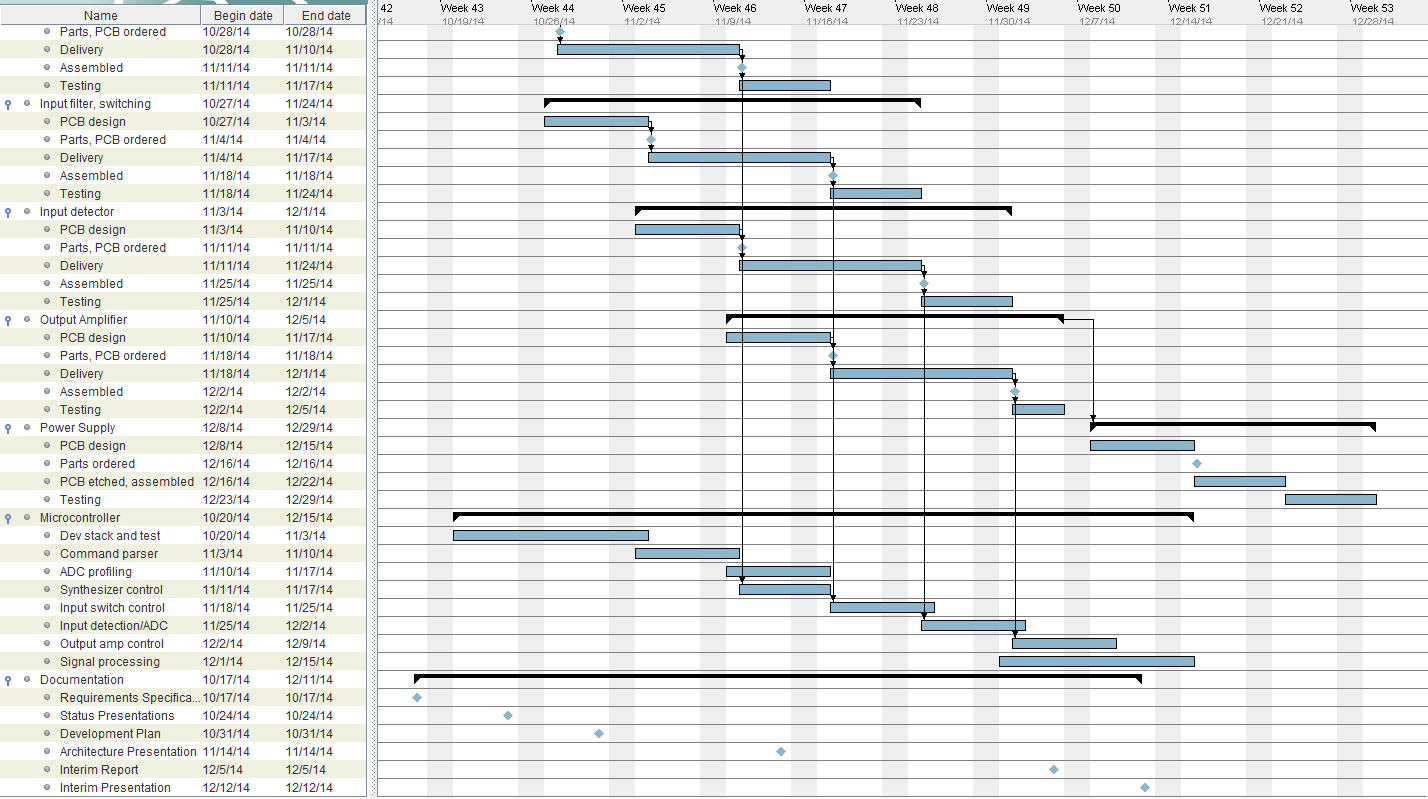 Name Begin date End date
42 Week 43 Week 44 Week 45 Week 46 Week 47 Week 48 Week 49 Week 50 Week 51 Week 52 Week 53
/14 10/19/14 10/26/14 11/2/14 11/9/14 11/16/14 11/23/14 11/30/14 12/7/14 12/14/14 12/21/14 12/28/14
Parts, PCB ordered 10/28/14 10/28/14
Delivery 10/28/14 11/10/14
Assembled 11/11/14 11/11/14
Testing 11/11/14 11/17/14
Input filter, switching 10/27/14 11/24/14
PCB design 10/27/14 11/3/14
Parts, PCB ordered 11/4/14 11/4/14
Delivery 11/4/14 11/17/14
Assembled 11/18/14 11/18/14
Testing 11/18/14 11/24/14
Input detector 11/3/14 12/1/14
PCB design 11/3/14 11/10/14
Parts, PCB ordered 11/11/14 11/11/14
Delivery 11/11/14 11/24/14
Assembled 11/25/14 11/25/14
Testing 11/25/14 12/1/14
Output Amplifier 11/10/14 12/5/14
PCB design 11/10/14 11/17/14
Parts, PCB ordered 11/18/14 11/18/14
Delivery 11/18/14 12/1/14
Assembled 12/2/14 12/2/14
Testing 12/2/14 12/5/14
Power Supply 12/8/14 12/29/14
PCB design 12/8/14 12/15/14
Parts ordered 12/16/14 12/16/14
PCB etched, assembled 12/16/14 12/22/14
Testing 12/23/14 12/29/14
Microcontroller 10/20/14 12/15/14
Dev stack and test 10/20/14 11/3/14
Command parser 11/3/14 11/10/14
ADC profiling 11/10/14 11/17/14
Synthesizer control 11/11/14 11/17/14
Input switch control 11/18/14 11/25/14
Input detection/ADC 11/25/14 12/2/14
Output amp control 12/2/14 12/9/14
Signal processing 12/1/14 12/15/14
Documentation 10/17/14 12/11/14
Requirements Specifica... 10/17/14 10/17/14
Status Presentations 10/24/14 10/24/14
Development Plan 10/31/14 10/31/14
Architecture Presentation 11/14/14 11/14/14
Interim Report 12/5/14 12/5/14
Interim Presentation 12/12/14 12/12/14